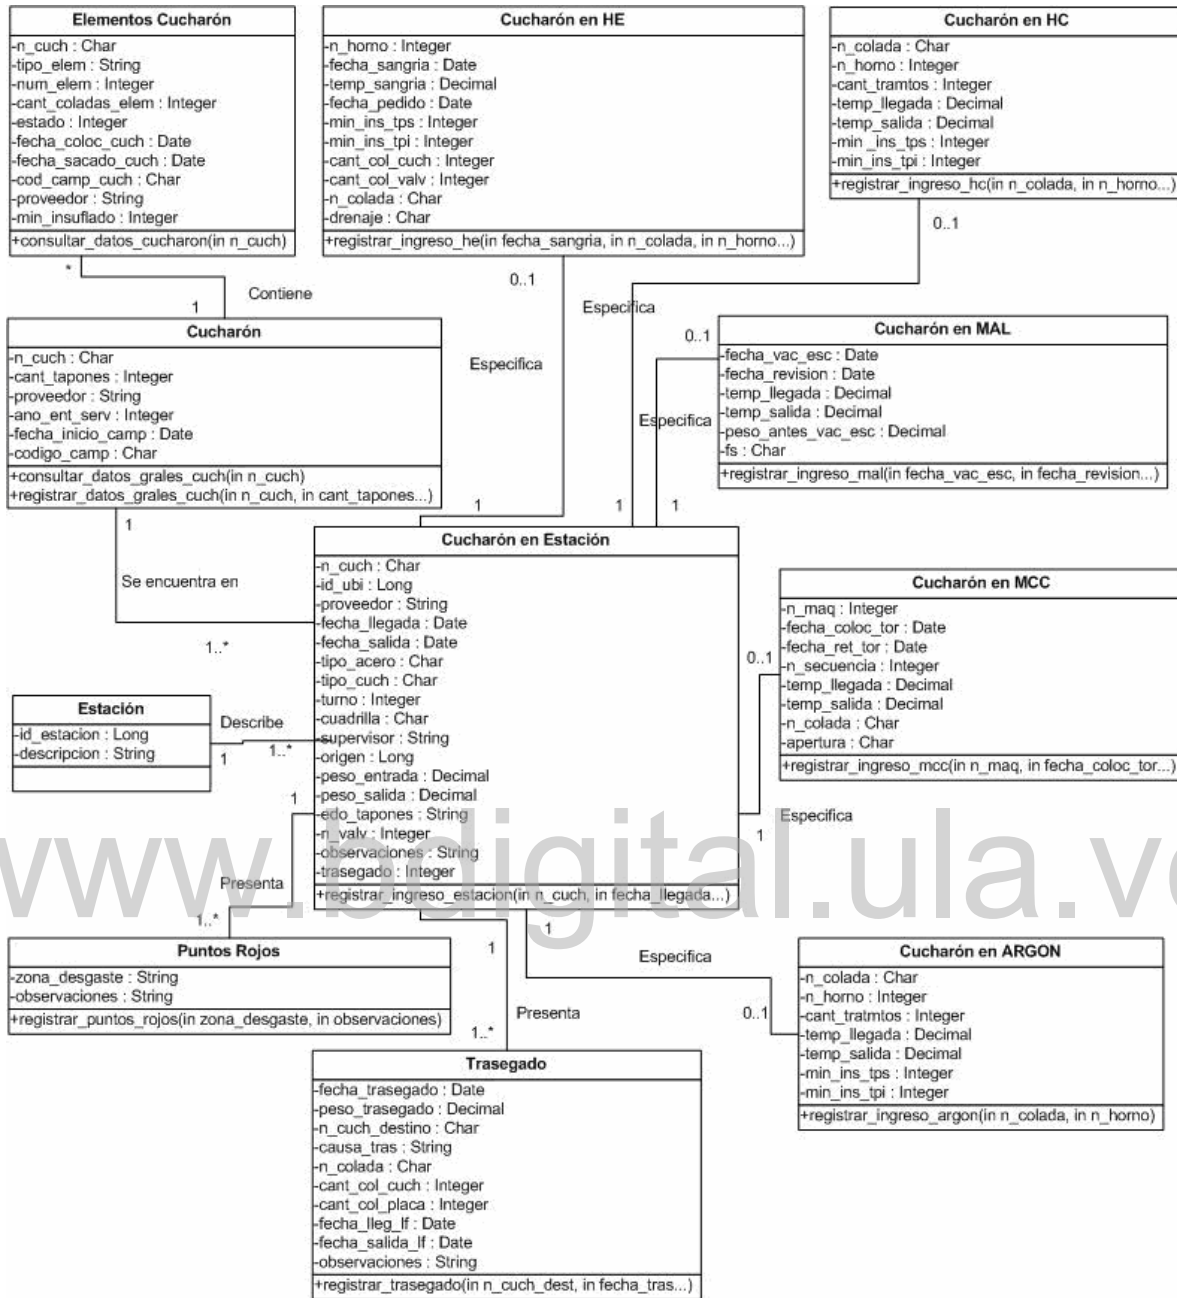 Elementos Cucharón
-n_cuch : Char
-tipo_elem : String
-num_elem : Integer
-cant_coladas_elem : Integer
-estado : Integer
-fecha_coloc_cuch : Date
-fecha_sacado_cuch : Date
-cod_camp_cuch : Char
-proveedor : String
-min_insuflado : Integer
+consultar_datos_cucharon(in n_cuch)
Cucharón en HE
-n_horno : Integer
-fecha_sangria : Date
-temp_sangria : Decimal
-fecha_pedido : Date
-min_ins_tps : Integer
-min_ins_tpi : Integer
-cant_col_cuch : Integer
-cant_col_valv : Integer
-n_colada : Char
-drenaje : Char
+registrar_ingreso_he(in fecha_sangria, in n_colada, in n_horno...)
Cucharón en HC
-n_colada : Char
-n_horno : Integer
-cant_tramtos : Integer
-temp_llegada : Decimal
-temp_salida : Decimal
-min _ins_tps : Integer
-min_ins_tpi : Integer
+registrar_ingreso_hc(in n_colada, in n_horno...)
*
Contiene
1
0..1
Especifica
0..1
Especifica
Cucharón
-n_cuch : Char
-cant_tapones : Integer
-proveedor : String
-ano_ent_serv : Integer
-fecha_inicio_camp : Date
-codigo_camp : Char
+consultar_datos_grales_cuch(in n_cuch)
+registrar_datos_grales_cuch(in n_cuch, in cant_tapones...)
Cucharón en MAL
-fecha_vac_esc : Date
-fecha_revision : Date
-temp_llegada : Decimal
-temp_salida : Decimal
-peso_antes_vac_esc : Decimal
-fs : Char
+registrar_ingreso_mal(in fecha_vac_esc, in fecha_revision...)
0..1
Especifica
1
1
1
1
Se encuentra en
1..*
Cucharón en Estación
-n_cuch : Char
-id_ubi : Long
-proveedor : String
-fecha_llegada : Date
-fecha_salida : Date
-tipo_acero : Char
-tipo_cuch : Char
-turno : Integer
-cuadrilla : Char
-supervisor : String
-origen : Long
-peso_entrada : Decimal
-peso_salida : Decimal
-edo_tapones : String
-n_valv : Integer
-observaciones : String
-trasegado : Integer
+registrar_ingreso_estacion(in n_cuch, in fecha_llegada...)
Cucharón en MCC
-n_maq : Integer
-fecha_coloc_tor : Date
-fecha_ret_tor : Date
-n_secuencia : Integer
-temp_llegada : Decimal
-temp_salida : Decimal
-n_colada : Char
-apertura : Char
+registrar_ingreso_mcc(in n_maq, in fecha_coloc_tor...)
0..1
Especifica
1
Estación
-id_estacion : Long
-descripcion : String
Describe
1
1..*
1
Presenta
1..*
www.bdigital.ula.ve
Puntos Rojos
-zona_desgaste : String
-observaciones : String
+registrar_puntos_rojos(in zona_desgaste, in observaciones)
1
Presenta
1..*
1
Especifica
0..1
Cucharón en ARGON
-n_colada : Char
-n_horno : Integer
-cant_tratmtos : Integer
-temp_llegada : Decimal
-temp_salida : Decimal
-min_ins_tps : Integer
-min_ins_tpi : Integer
+registrar_ingreso_argon(in n_colada, in n_horno)
Trasegado
-fecha_trasegado : Date
-peso_trasegado : Decimal
-n_cuch_destino : Char
-causa_tras : String
-n_colada : Char
-cant_col_cuch : Integer
-cant_col_placa : Integer
-fecha_lleg_lf : Date
-fecha_salida_lf : Date
-observaciones : String
+registrar_trasegado(in n_cuch_dest, in fecha_tras...)